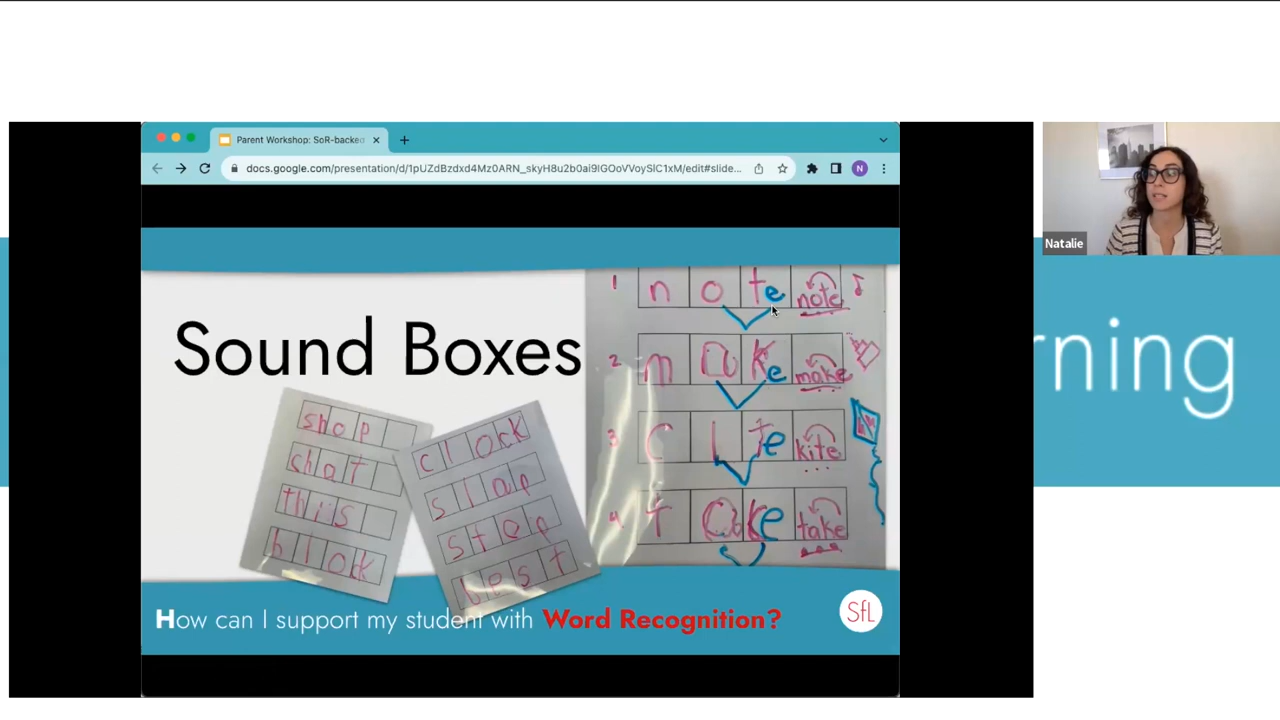 Parent Workshop: SoR-backed
docs.google.com/presentation/d/1pUZdBzdxd4Mz0ARN_skyH8u2b0ai9IGOoVVoySlC1xM/edit#slide...
N
Natalie
Sound Boxes
shop
chat
this
block
clock
slap
step
best
1 n o te note
2 m a ke make
3 c i te kite
4 t a ke take
rning
How can I support my student with Word Recognition?
SfL